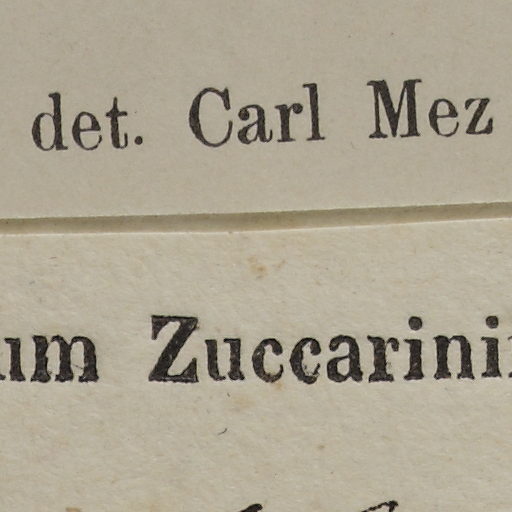 det. Carl Mez
um Zuccarini